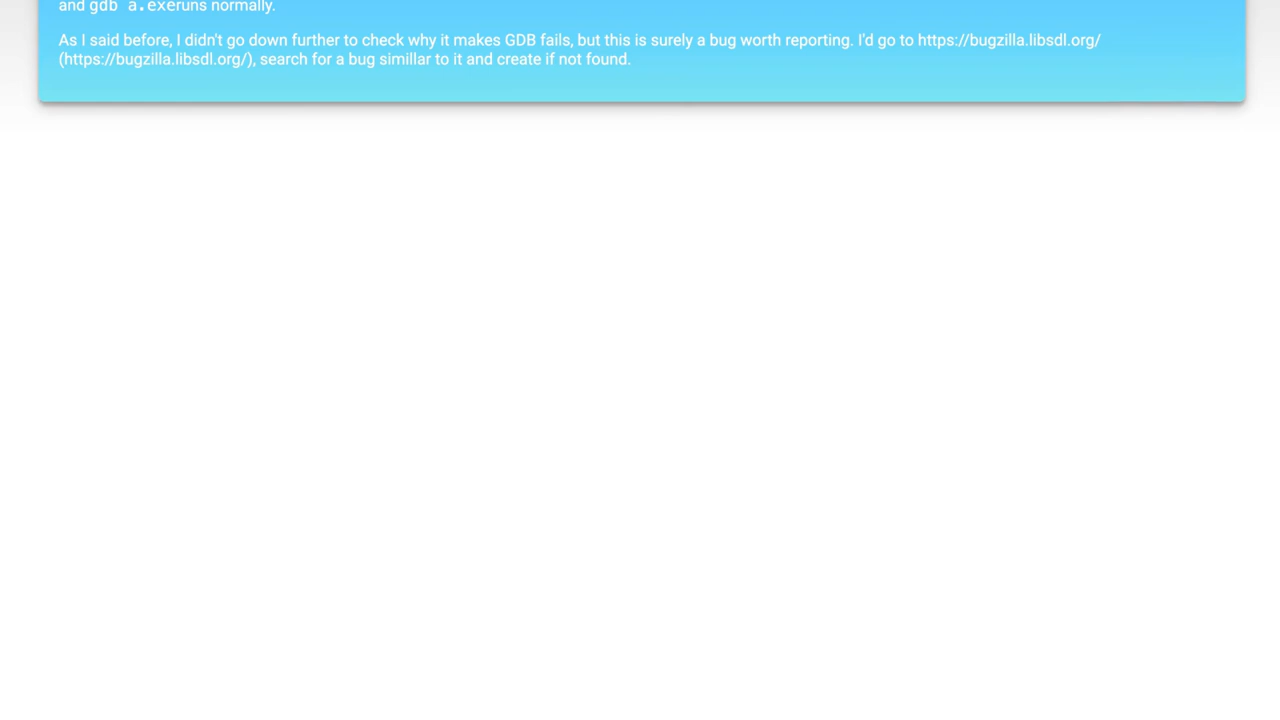 and gdb a.exeruns normally.
As I said before, I didn't go down further to check why it makes GDB fails, but this is surely a bug worth reporting. I'd go to https://bugzilla.libsdl.org/
(https://bugzilla.libsdl.org/), search for a bug simillar to it and create if not found.